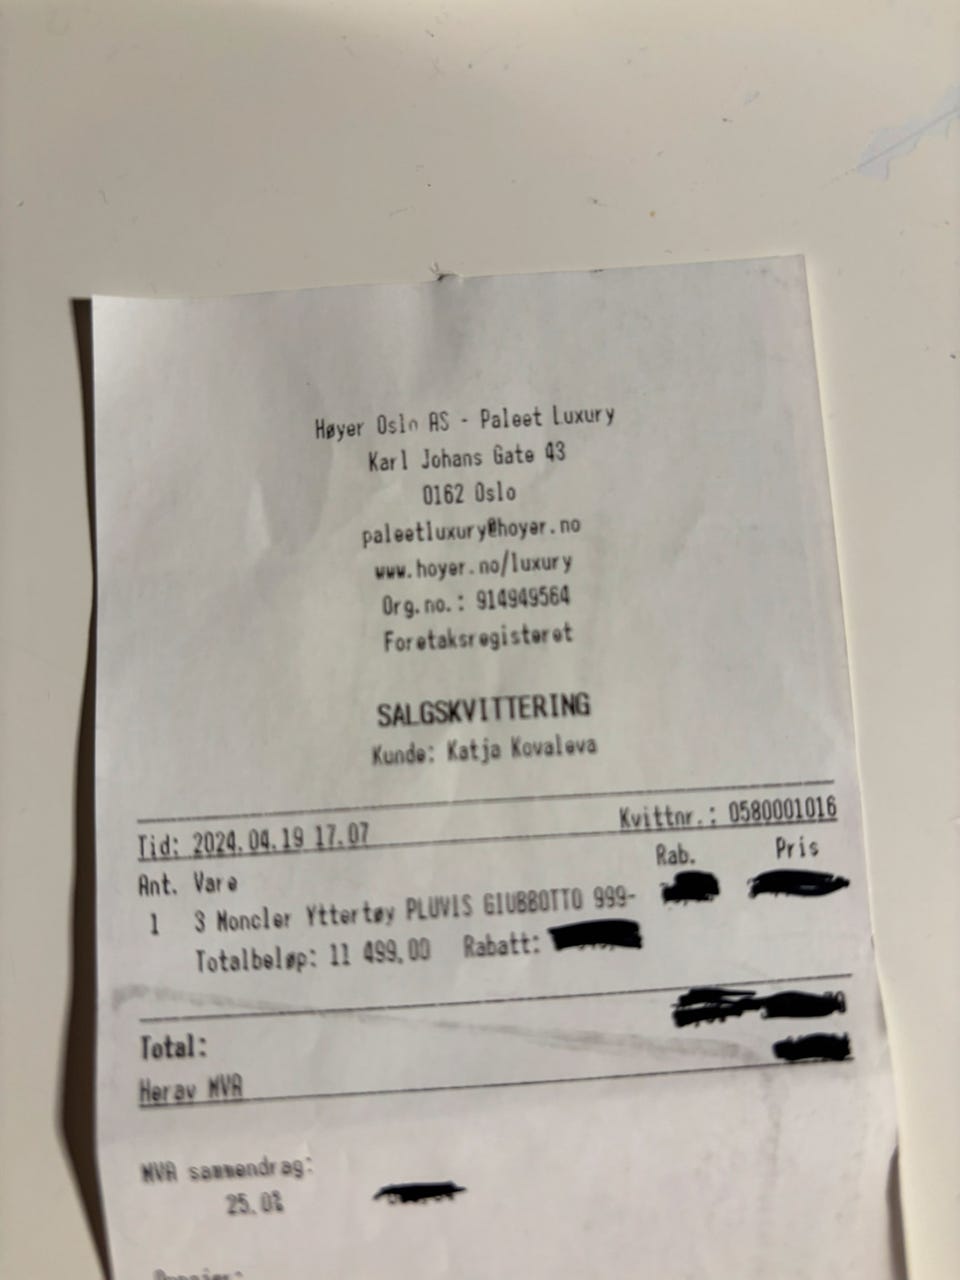 Høyer Oslo AS - Paleet Luxury
Karl Johans Gate 43
0162 Oslo
paleetluxury@hoyer.no
www.hoyer.no/luxury
Org.no.: 914949564
Foretaksregisteret
SALGSKVITTERING
Kunde: Katja Kovaleva
Tid: 2024.04.19 17.07 Kvittnr.: 0580001016
Ant. Vare Rab. Pris
1 3 Moncler Yttertøy PLUVIS GIUBBOTTO 999-
Totalbeløp: 11 499,00 Rabatt:
Total:
Herav MVA
MVA sammendrag:
25.0%